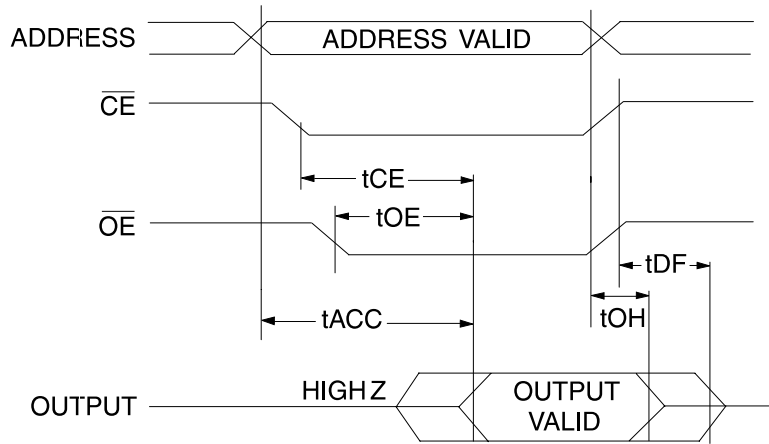 ADDRESS
ADDRESS VALID
CE
tCE
tOE
OE
tDF
tACC
tOH
HIGH Z
OUTPUT
OUTPUT
VALID